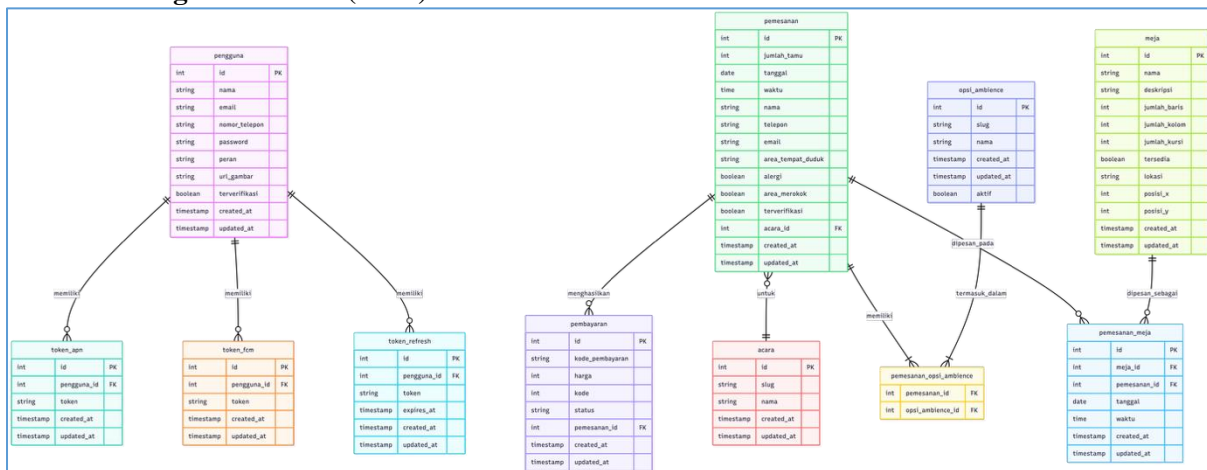 pengguna
int id PK
string nama
string email
string nomor_telepon
string password
string peran
string url_gambar
boolean terverifikasi
timestamp created_at
timestamp updated_at
pemesanan
int id PK
int jumlah_tamu
date tanggal
time waktu
string nama
string telepon
string email
string area_tempat_duduk
boolean alergi
boolean area_merokok
boolean terverifikasi
int acara_id FK
timestamp created_at
timestamp updated_at
opsi_ambience
int id PK
string slug
string nama
timestamp created_at
timestamp updated_at
boolean aktif
meja
int id PK
string nama
string deskripsi
int jumlah_baris
int jumlah_kolom
int jumlah_kursi
boolean tersedia
string lokasi
int posisi_x
int posisi_y
timestamp created_at
timestamp updated_at
memiliki
memiliki
memiliki
menghasilkan
untuk
memiliki
dipesan_pada
termasuk_dalam
dipesan_sebagai
token_apn
int id PK
int pengguna_id FK
string token
timestamp created_at
timestamp updated_at
token_fcm
int id PK
int pengguna_id FK
string token
timestamp created_at
timestamp updated_at
token_refresh
int id PK
int pengguna_id FK
string token
timestamp expires_at
timestamp created_at
timestamp updated_at
pembayaran
int id PK
string kode_pembayaran
int harga
int kode
string status
int pemesanan_id FK
timestamp created_at
timestamp updated_at
acara
int id PK
string slug
string nama
timestamp created_at
timestamp updated_at
pemesanan_opsi_ambience
int pemesanan_id FK
int opsi_ambience_id FK
pemesanan_meja
int id PK
int meja_id FK
int pemesanan_id FK
date tanggal
time waktu
timestamp created_at
timestamp updated_at